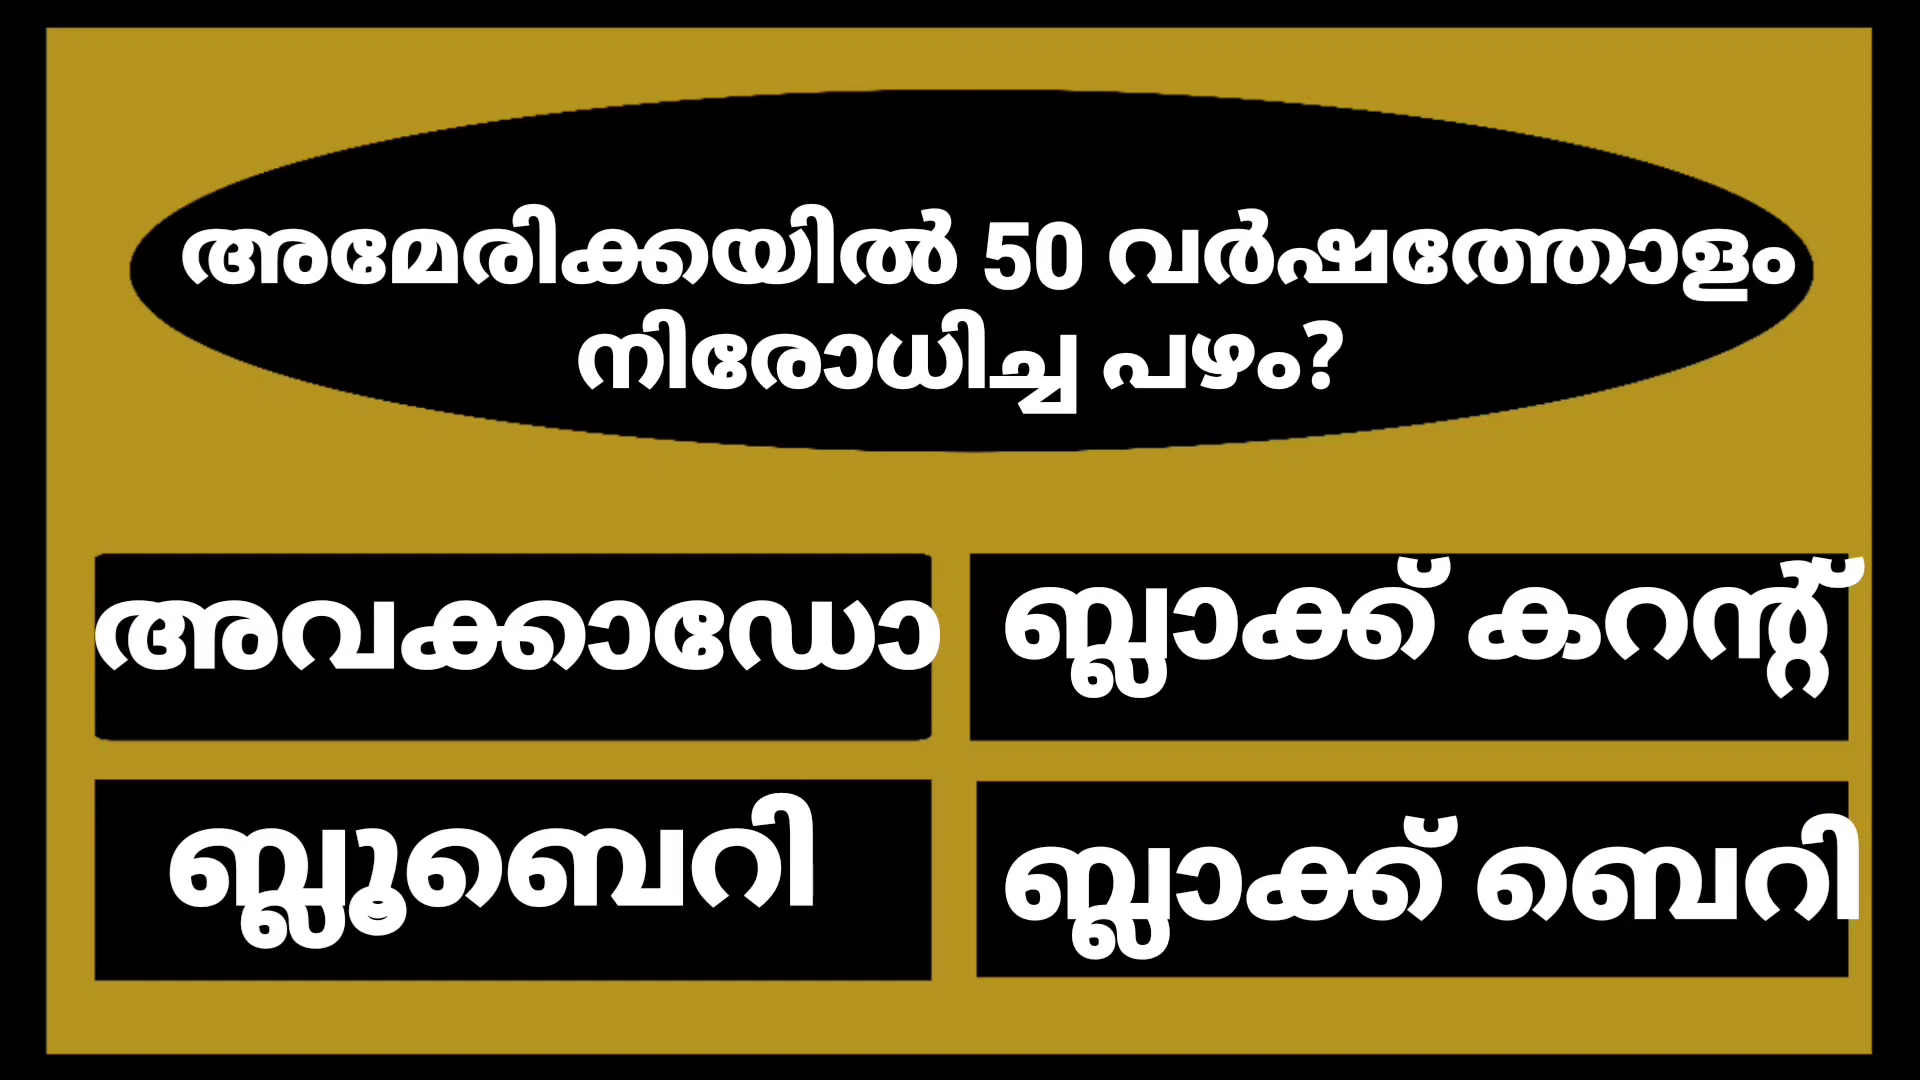 അമേരിക്കയിൽ 50 വർഷത്തോളം
നിരോധിച്ച പഴം?
അവക്കാഡോ
ബ്ലാക്ക് കറന്റ്
ബ്ലൂബെറി
ബ്ലാക്ക് ബെറി